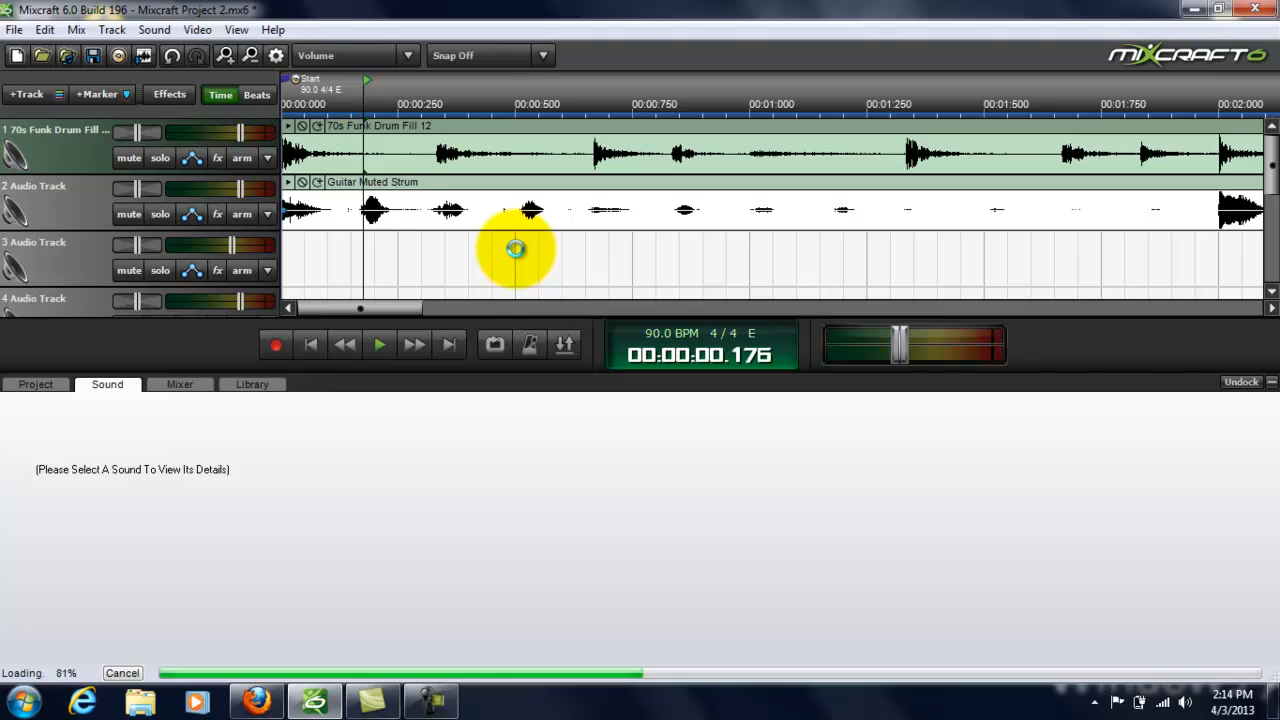 Mixcraft 6.0 Build 196 - Mixcraft Project 2.mx6 *
File Edit Mix Track Sound Video View Help
Volume Snap Off MIXCRAFT6
Start
90.0 4/4 E
+Track +Marker Effects Time Beats
00:00:000 00:00:250 00:00:500 00:00:750 00:01:000 00:01:250 00:01:500 00:01:750 00:02:000
1 70s Funk Drum Fill ... 70s Funk Drum Fill 12
mute solo fx arm
2 Audio Track Guitar Muted Strum
mute solo fx arm
3 Audio Track
mute solo fx arm
4 Audio Track
90.0 BPM 4 / 4 E
00:00:00.176
Project Sound Mixer Library Undock
(Please Select A Sound To View Its Details)
Loading. 81% Cancel
2:14 PM
4/3/2013